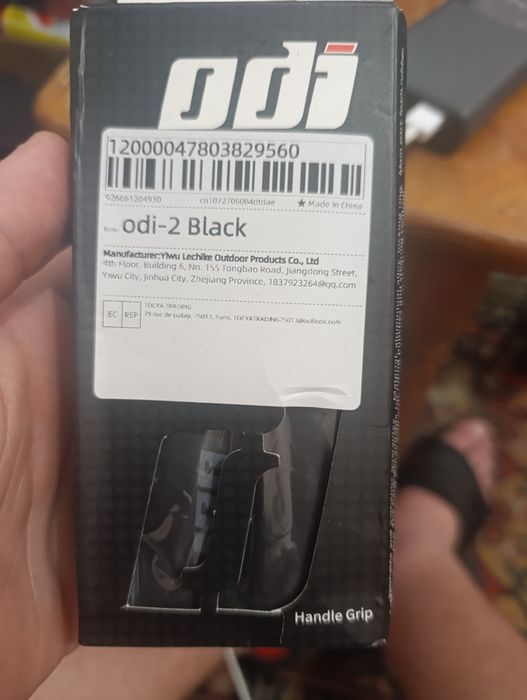 odi
12000047803829560
926661204930 cn1072706084dfdae ★ Made in China
odi-2 Black
Manufacturer:Yiwu Lechike Outdoor Products Co., Ltd
4th Floor, Building 6, No. 155 Tongbao Road, Jiangdong Street,
Yiwu City, Jinhua City, Zhejiang Province, 1837923264@qq.com
EC REP
TOCYA TRADING
79 rue de patay, 75013, Paris, TOCYATRADING75013@outlook.com
Handle Grip